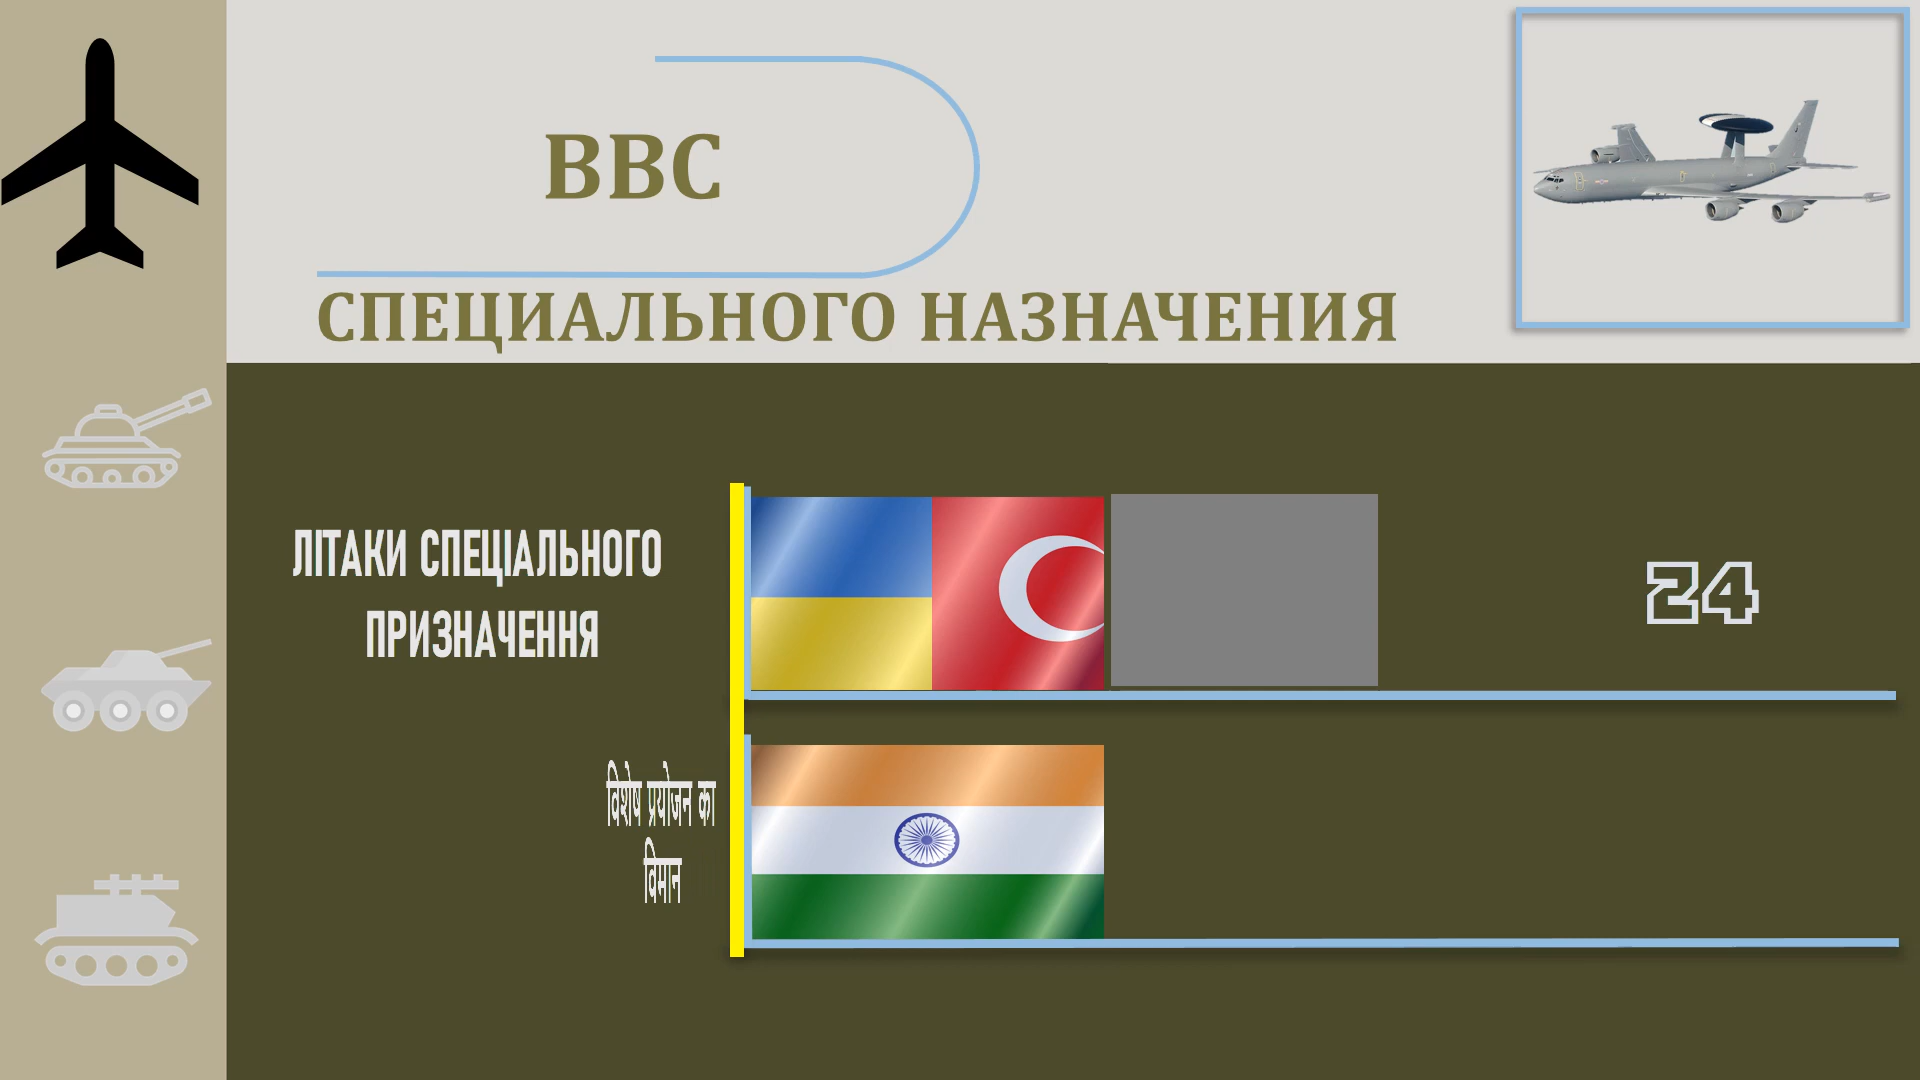 ВВС
СПЕЦИАЛЬНОГО НАЗНАЧЕНИЯ
ЛІТАКИ СПЕЦІАЛЬНОГО
ПРИЗНАЧЕННЯ
24
विशेष प्रयोजन का
विमान